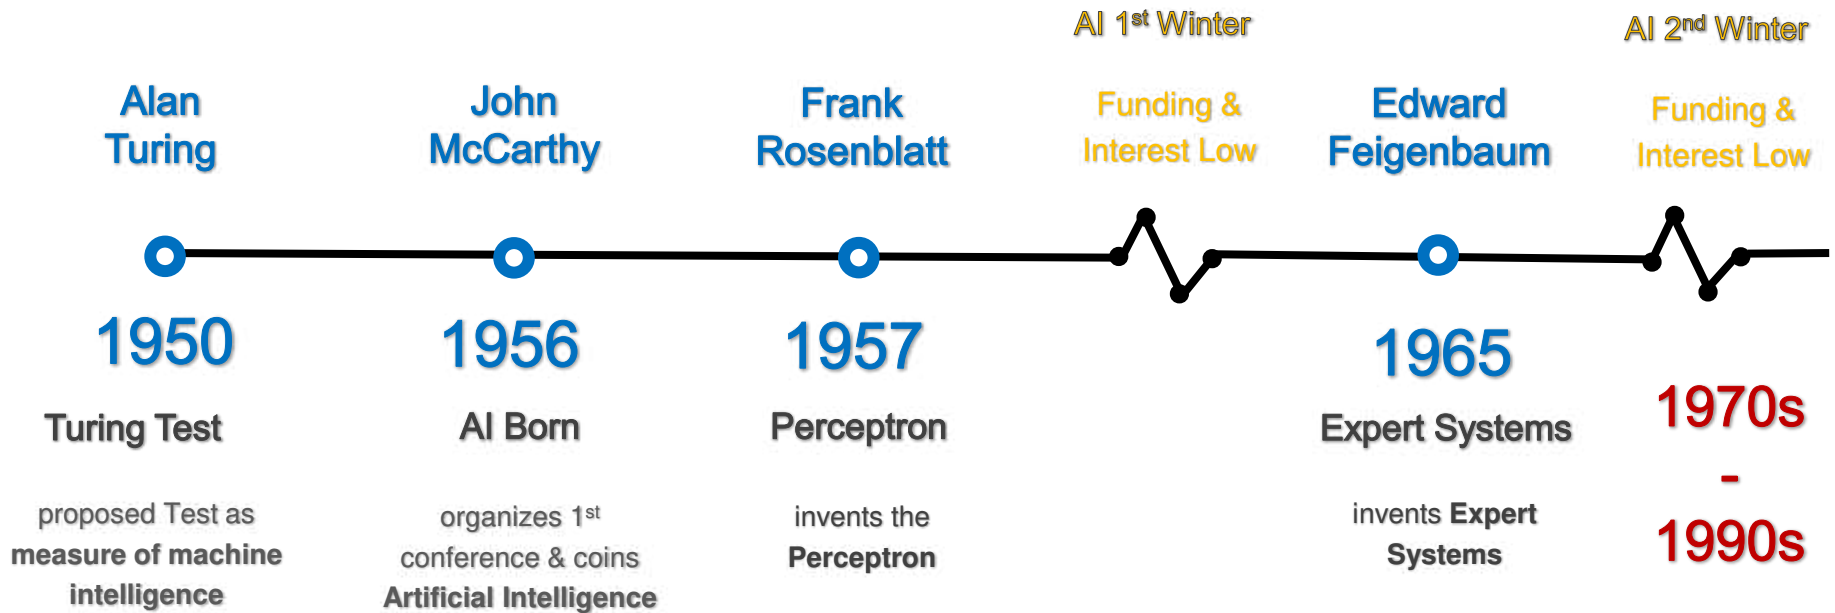 AI 1st Winter
AI 2nd Winter
Alan
Turing
John
McCarthy
Frank
Rosenblatt
Funding &
Interest Low
Edward
Feigenbaum
Funding &
Interest Low
1950
1956
1957
1965
1970s
-
1990s
Turing Test
AI Born
Perceptron
Expert Systems
proposed Test as
measure of machine
intelligence
organizes 1st
conference & coins
Artificial Intelligence
invents the
Perceptron
invents Expert
Systems